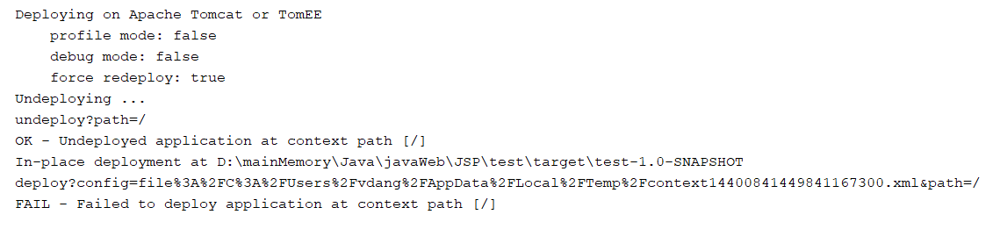 Deploying on Apache Tomcat or TomEE
    profile mode: false
    debug mode: false
    force redeploy: true
Undeploying ...
undeploy?path=/
OK - Undeployed application at context path [/]
In-place deployment at D:\mainMemory\Java\javaWeb\JSP\test\target\test-1.0-SNAPSHOT
deploy?config=file%3A%2FC%3A%2FUsers%2Fvdang%2FAppData%2FLocal%2FTemp%2Fcontext14400841449841167300.xml&path=/
FAIL - Failed to deploy application at context path [/]